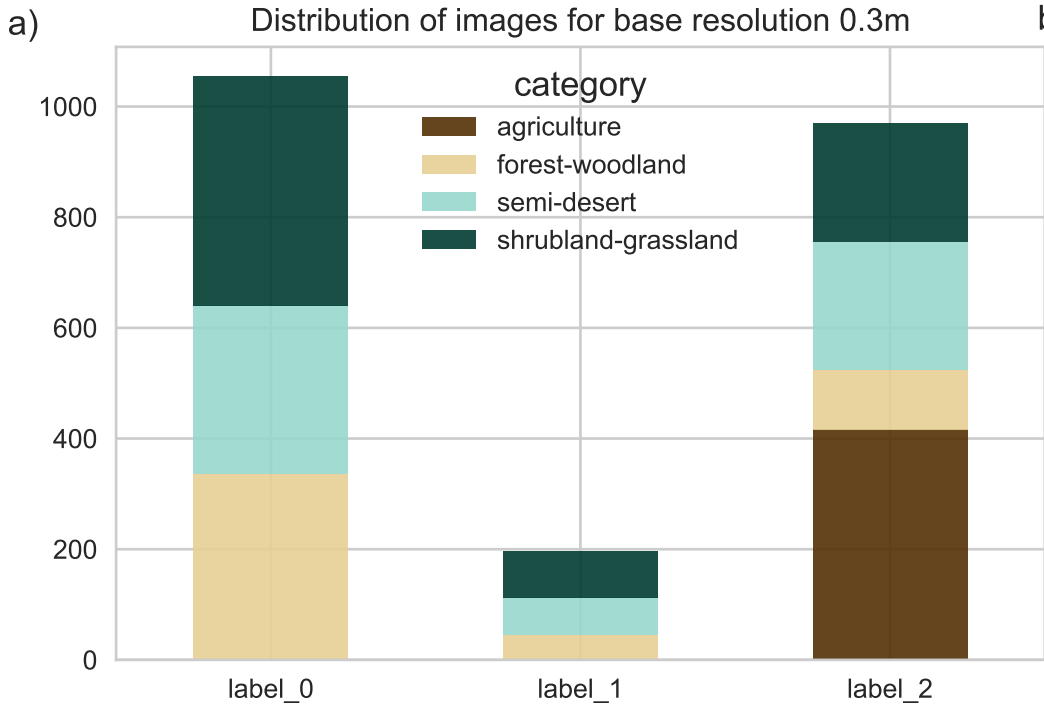 a)
Distribution of images for base resolution 0.3m
category
agriculture
forest-woodland
semi-desert
shrubland-grassland
1000
800
600
400
200
0
label_0
label_1
label_2